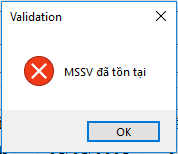 Validation
MSSV đã tồn tại
OK